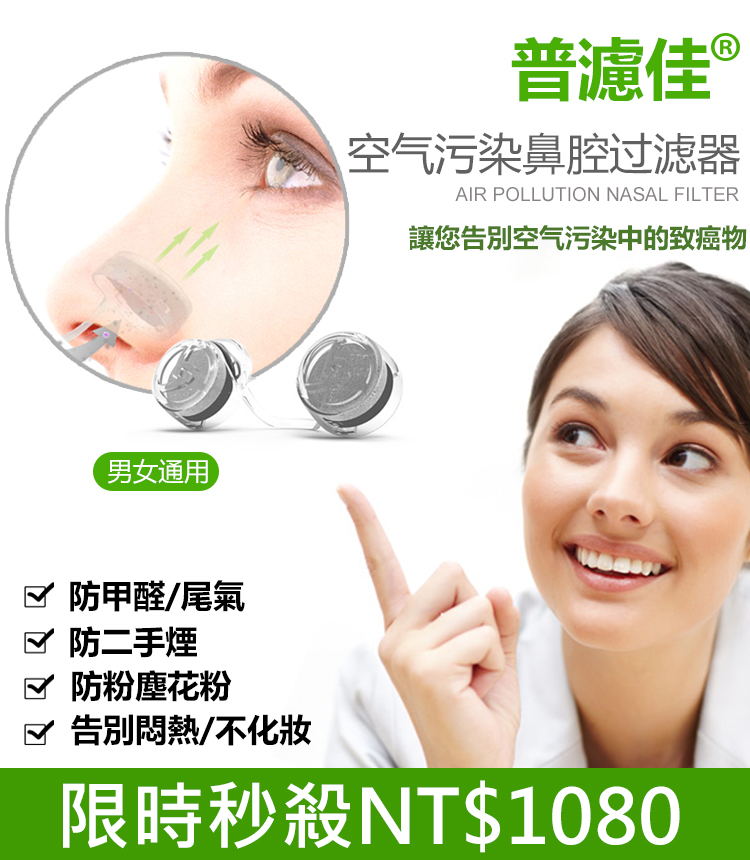 普濾佳®
空气污染鼻腔过滤器
AIR POLLUTION NASAL FILTER
讓您告別空气污染中的致癌物
男女通用
防甲醛/尾氣
防二手煙
防粉塵花粉
告別悶熱/不化妝
限時秒殺NT$1080